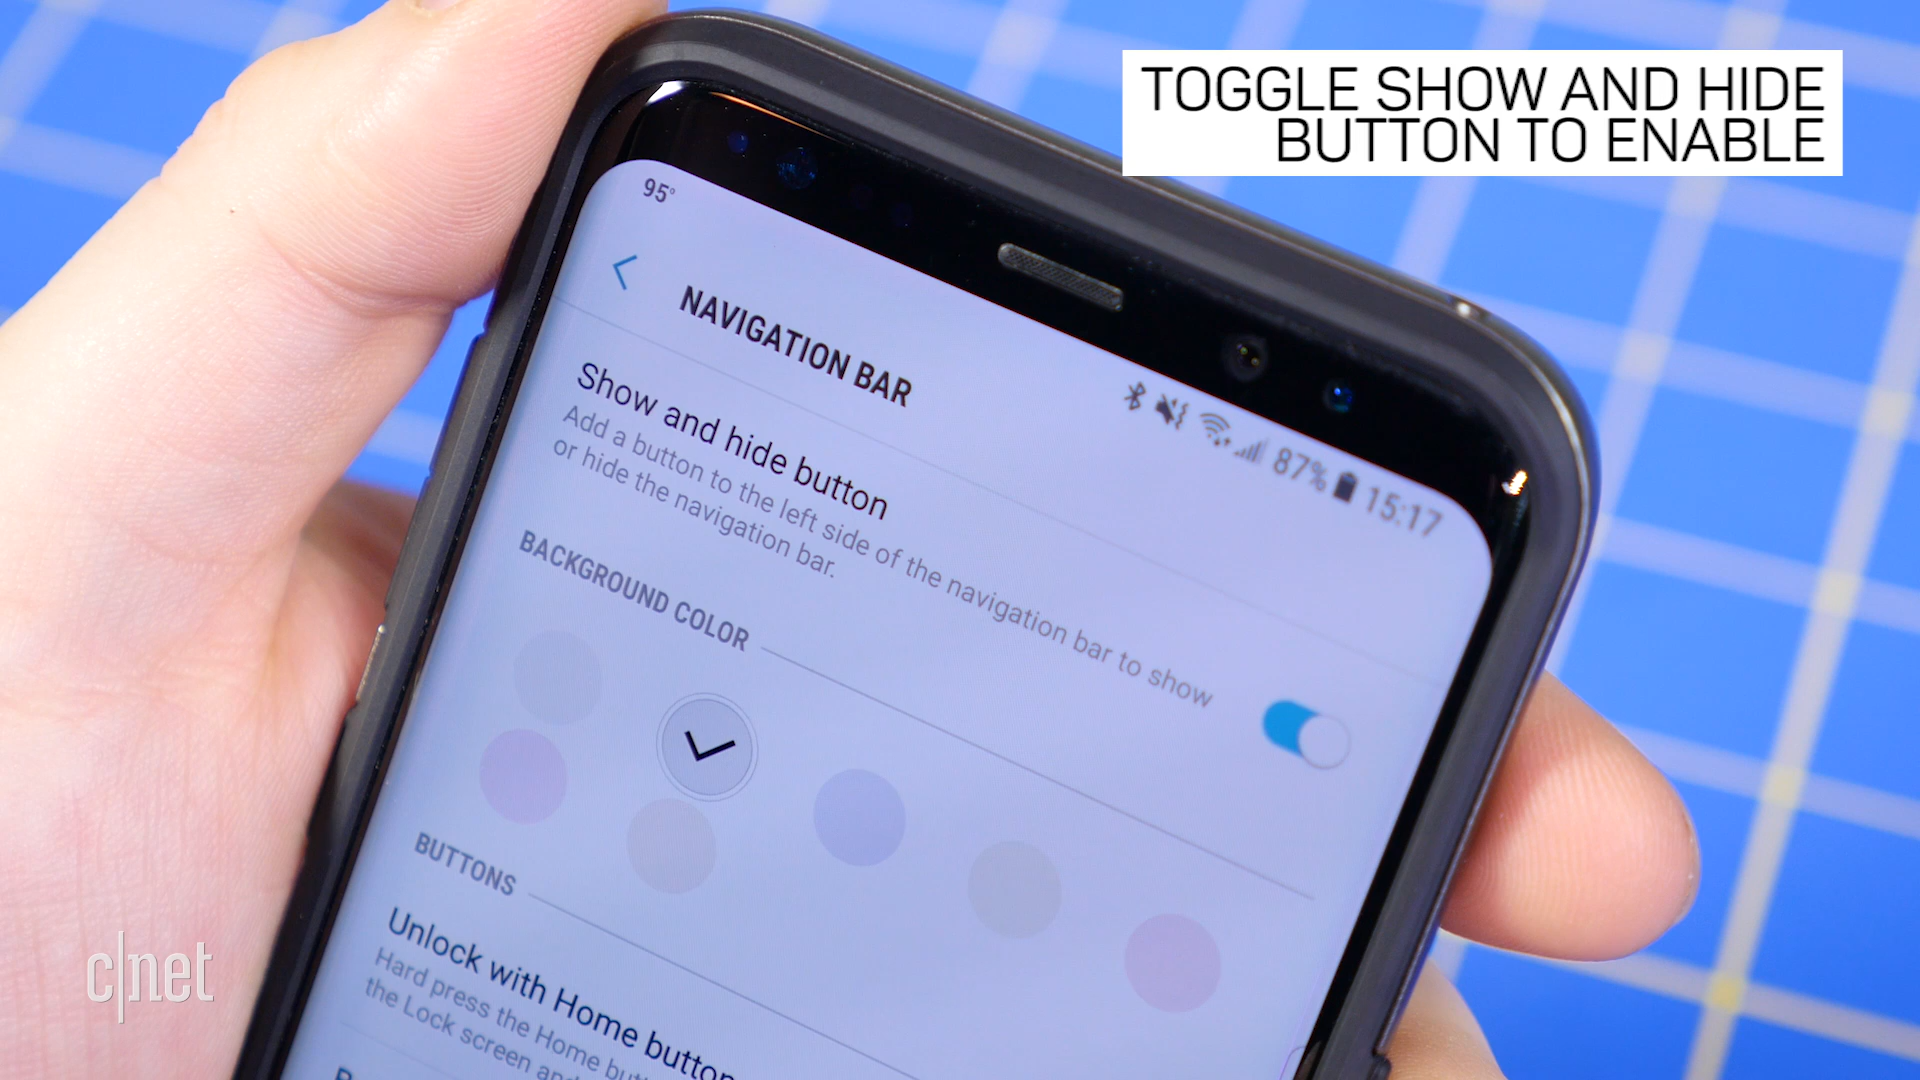 TOGGLE SHOW AND HIDE
BUTTON TO ENABLE
95°
87% 15:17
NAVIGATION BAR
Show and hide button
Add a button to the left side of the navigation bar to show
or hide the navigation bar.
BACKGROUND COLOR
BUTTONS
Unlock with Home button
Hard press the Home
the Lock screen and
c|net